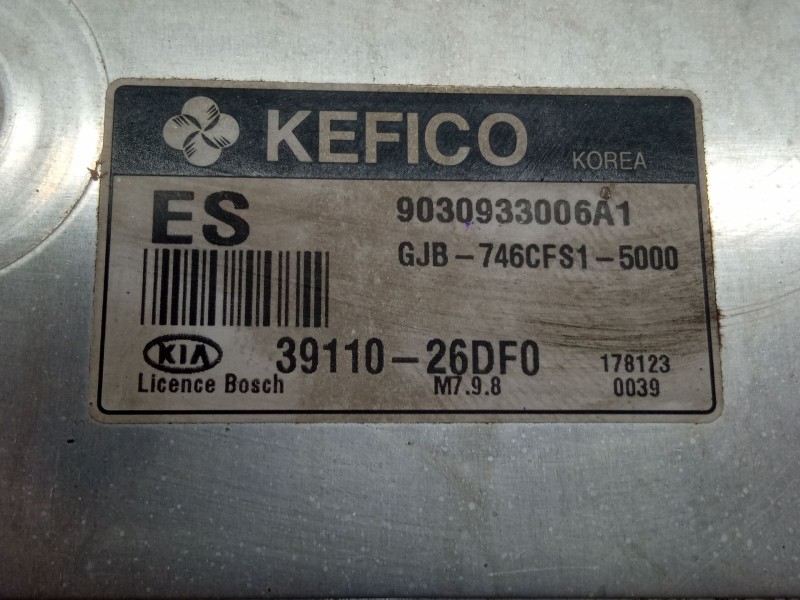 KEFICO KOREA
ES
9030933006A1
GJB-746CFS1-5000
KIA 39110-26DF0 178123
Licence Bosch M7.9.8 0039